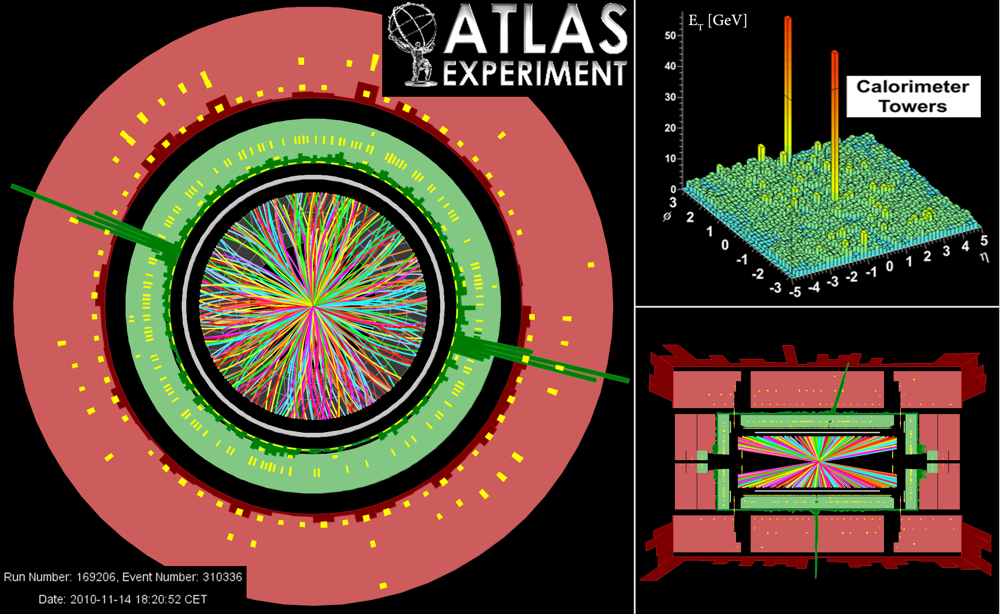 ATLAS
EXPERIMENT
Run Number: 169206, Event Number: 310336
Date: 2010-11-14 18:20:52 CET
E_T [GeV]
50
40
30
20
10
0
Calorimeter
Towers
3
2
1
0
-1
-2
-3
ϕ
-5
-4
-3
-2
-1
0
1
2
3
4
5
η